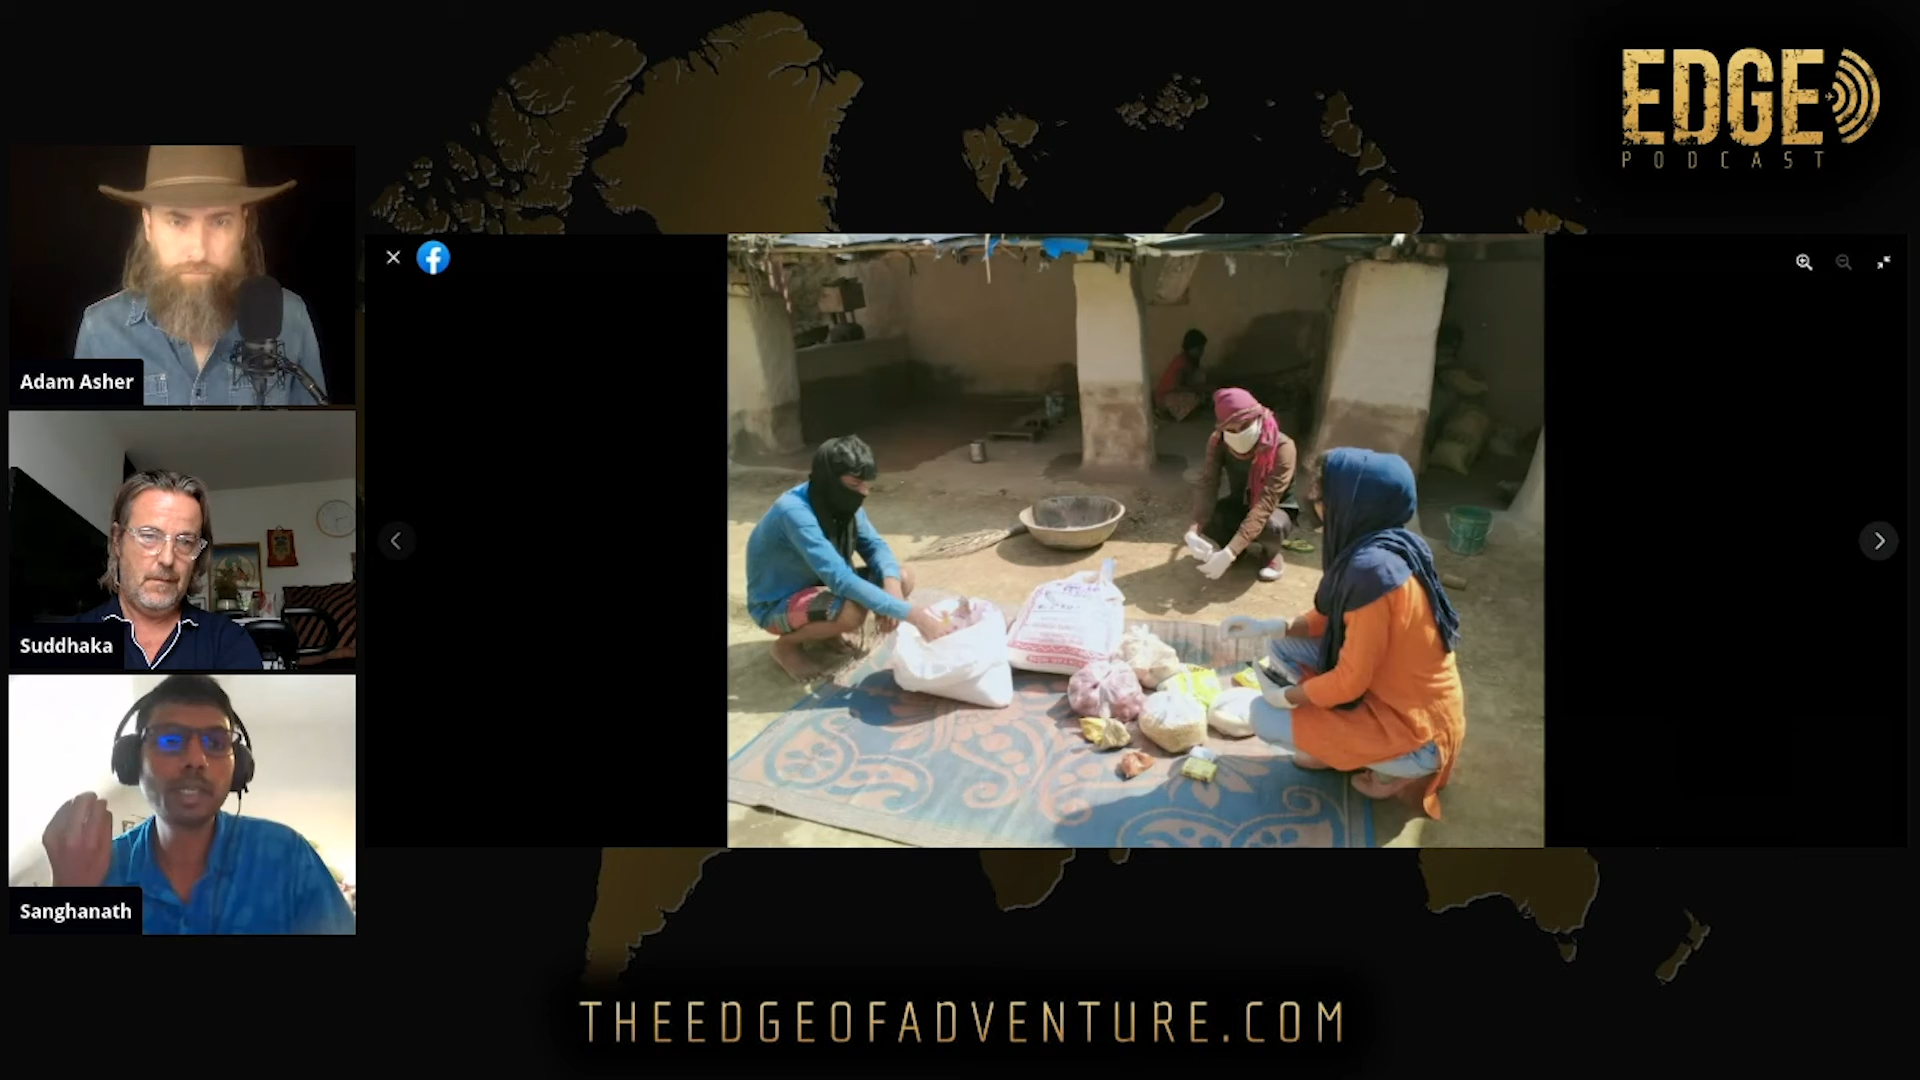 EDGE
PODCAST
Adam Asher
Suddhaka
Sanghanath
THEEDGEOFADVENTURE.COM